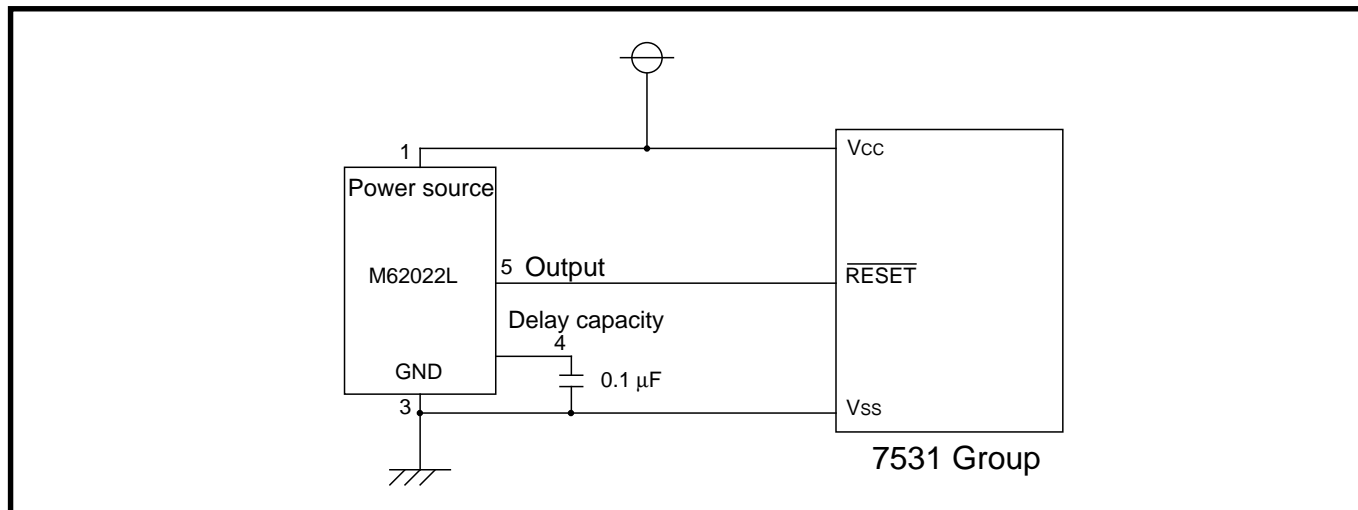 1
Vcc
Power source
M62022L
5 Output
RESET
Delay capacity
4
GND
0.1 μF
3
Vss
7531 Group